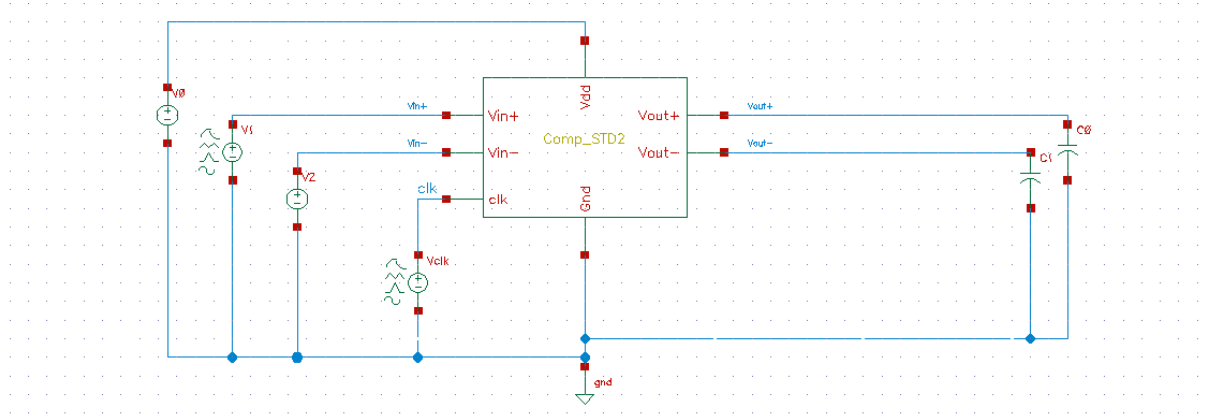 V0
Vdd
Vin+
Vin+
Vout+
Vout+
V1
Comp_STD2
C0
Vin-
Vin-
Vout-
Vout-
C1
V2
clk
clk
Gnd
Vclk
gnd